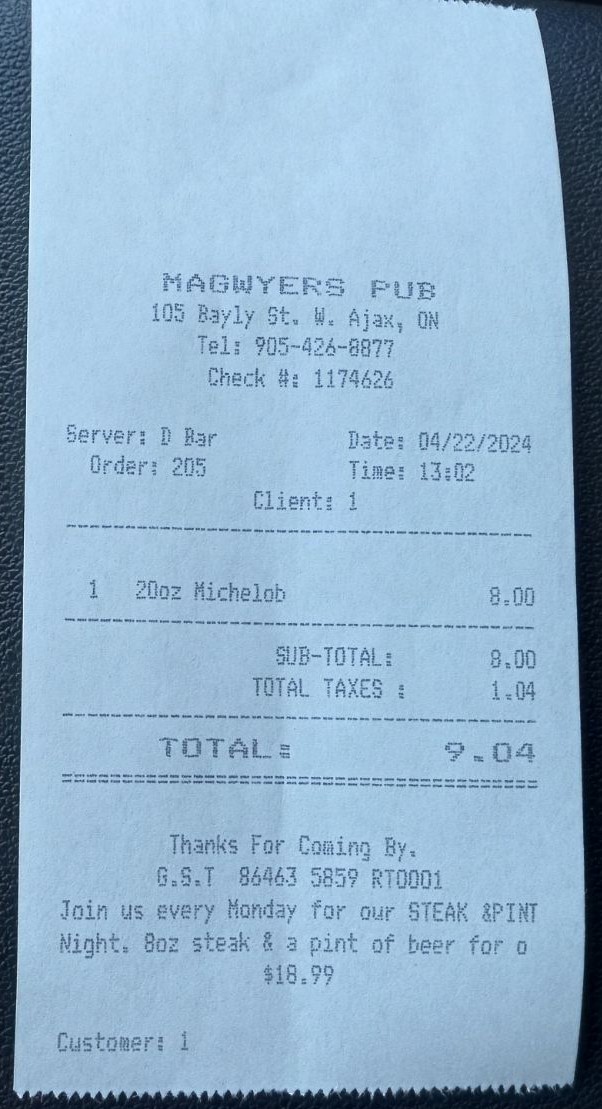 MAGWYERS PUB
105 Bayly St. W. Ajax, ON
Tel: 905-426-8877
Check #: 1174626
Server: D Bar Date: 04/22/2024
Order: 205 Time: 13:02
Client: 1
1 20oz Michelob 8.00
SUB-TOTAL: 8.00
TOTAL TAXES : 1.04
TOTAL: 9.04
Thanks For Coming By.
G.S.T 86463 5859 RT0001
Join us every Monday for our STEAK &PINT
Night. 8oz steak & a pint of beer for o
$18.99
Customer: 1